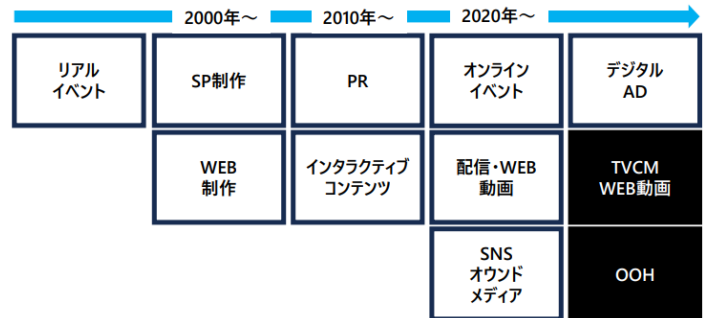 2000年～
2010年～
2020年～
リアル
イベント
SP制作
PR
オンライン
イベント
デジタル
AD
WEB
制作
インタラクティブ
コンテンツ
配信・WEB
動画
TVCM
WEB動画
SNS
オウンド
メディア
OOH